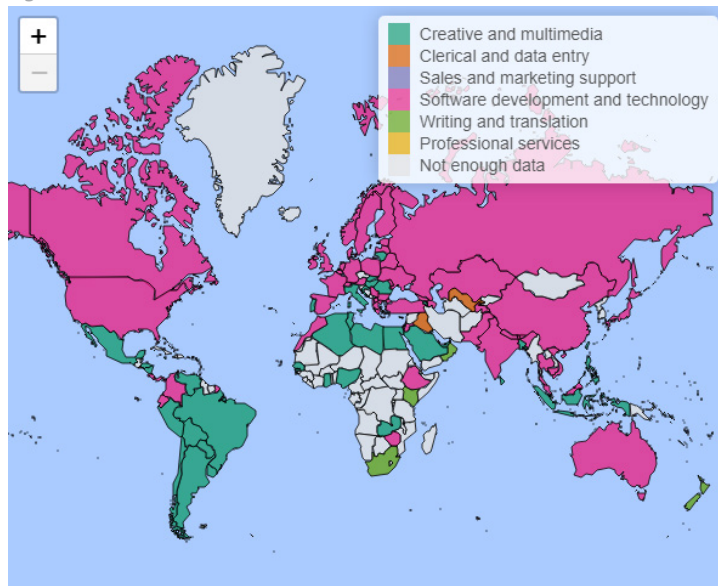 +
−
Creative and multimedia
Clerical and data entry
Sales and marketing support
Software development and technology
Writing and translation
Professional services
Not enough data